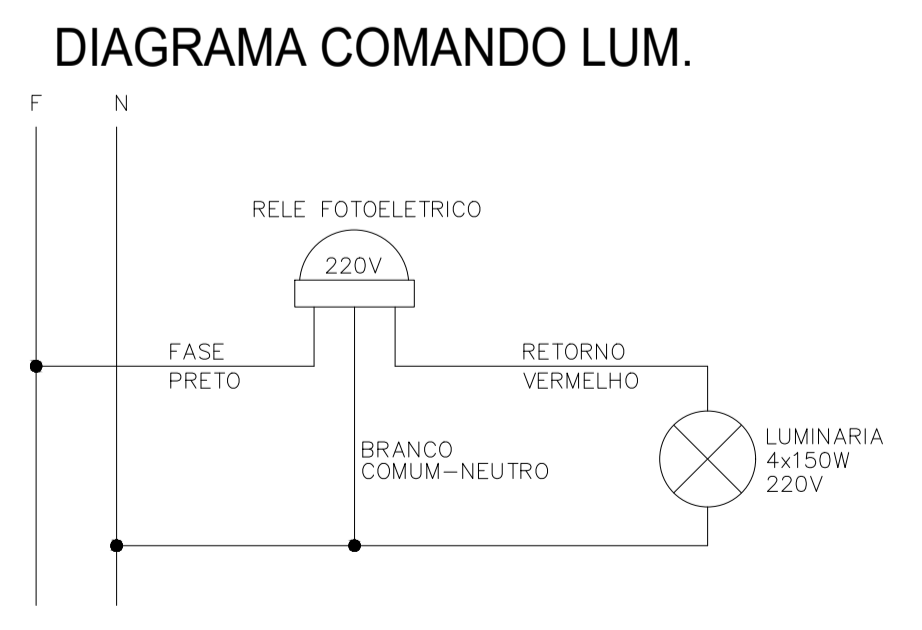 DIAGRAMA COMANDO LUM.
F
N
RELE FOTOELETRICO
220V
FASE
PRETO
RETORNO
VERMELHO
BRANCO
COMUM-NEUTRO
LUMINARIA
4x150W
220V